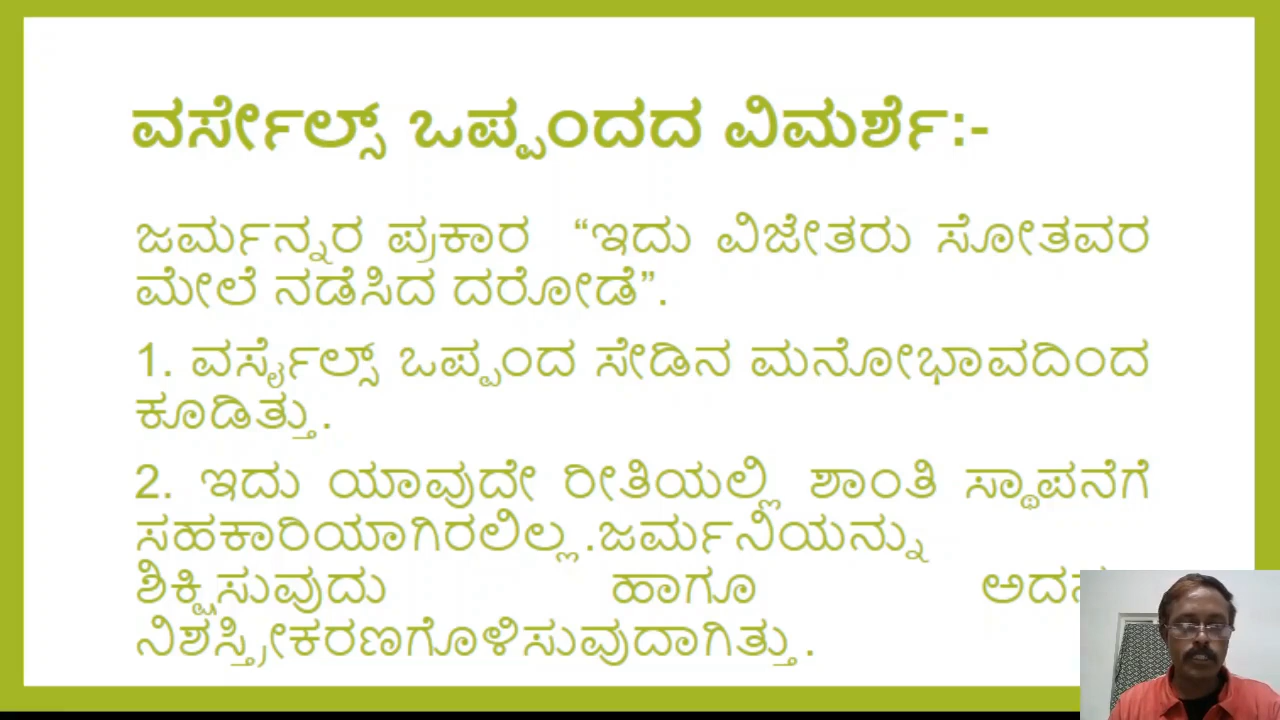 ವರ್ಸೇಲ್ಸ್ ಒಪ್ಪಂದದ ವಿಮರ್ಶೆ:-
ಜರ್ಮನ್ನರ ಪ್ರಕಾರ “ಇದು ವಿಜೇತರು ಸೋತವರ
ಮೇಲೆ ನಡೆಸಿದ ದರೋಡೆ”.
1. ವರ್ಸೈಲ್ಸ್ ಒಪ್ಪಂದ ಸೇಡಿನ ಮನೋಭಾವದಿಂದ
ಕೂಡಿತ್ತು.
2. ಇದು ಯಾವುದೇ ರೀತಿಯಲ್ಲಿ ಶಾಂತಿ ಸ್ಥಾಪನೆಗೆ
ಸಹಕಾರಿಯಾಗಿರಲಿಲ್ಲ.ಜರ್ಮನಿಯನ್ನು
ಶಿಕ್ಷಿಸುವುದು ಹಾಗೂ
ನಿಶಸ್ತ್ರೀಕರಣಗೊಳಿಸುವುದಾಗಿತ್ತು.